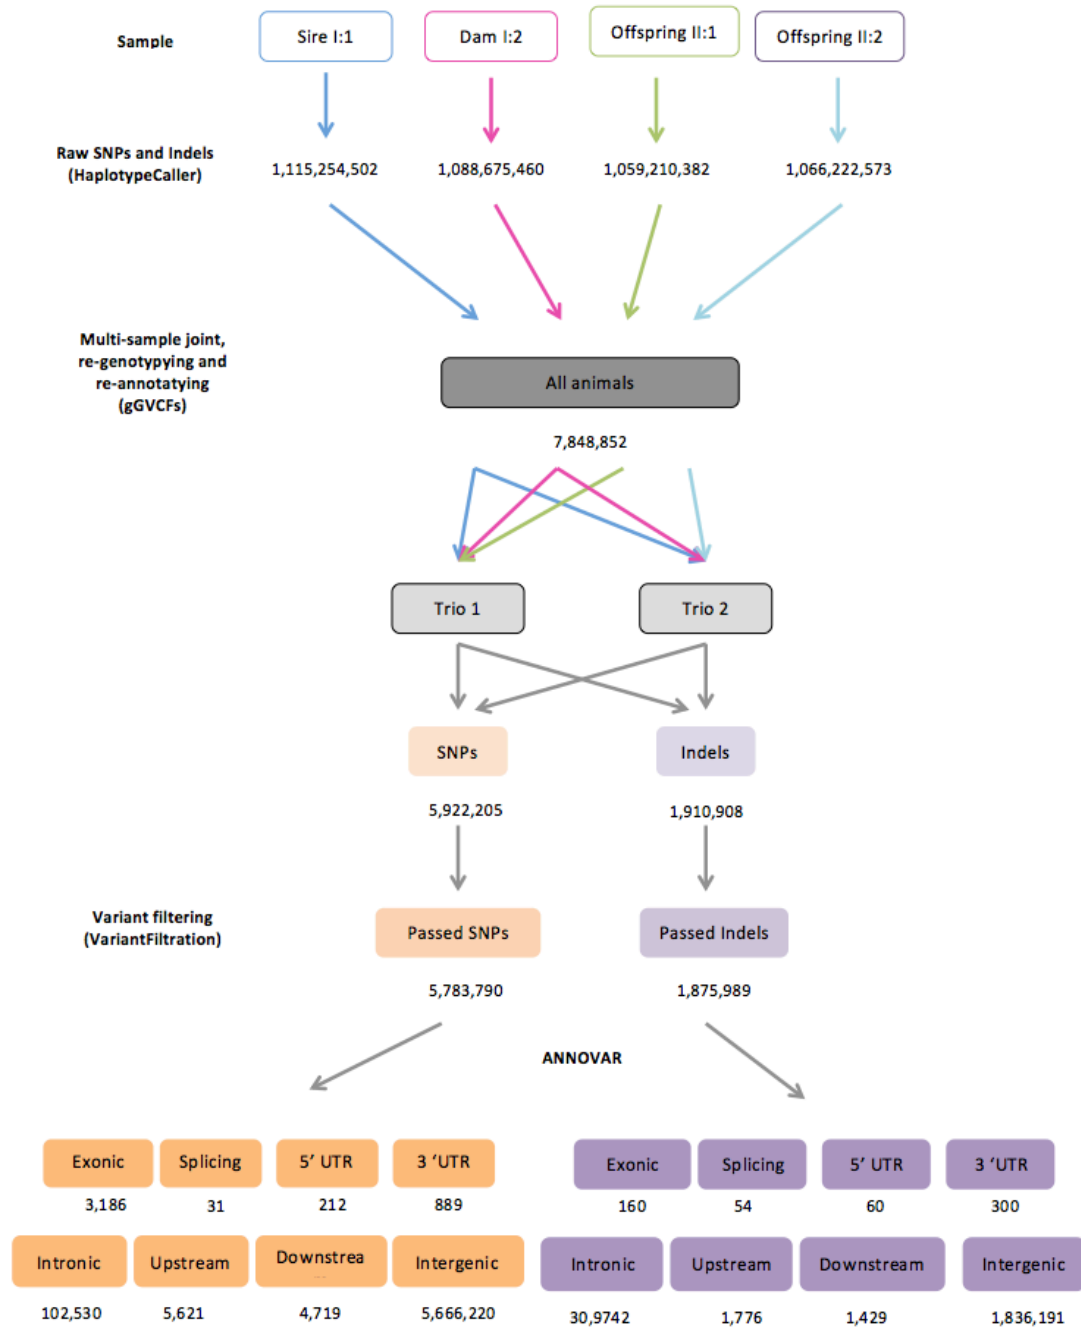 Sample
Sire I:1
Dam I:2
Offspring II:1
Offspring II:2
Raw SNPs and Indels
(HaplotypeCaller)
1,115,254,502
1,088,675,460
1,059,210,382
1,066,222,573
Multi-sample joint,
re-genotypying and
re-annotatying
(gGVCFs)
All animals
7,848,852
Trio 1
Trio 2
SNPs
Indels
5,922,205
1,910,908
Variant filtering
(VariantFiltration)
Passed SNPs
Passed Indels
5,783,790
1,875,989
ANNOVAR
Exonic
Splicing
5’ UTR
3 ‘UTR
3,186
31
212
889
Intronic
Upstream
Downstrea
Intergenic
102,530
5,621
4,719
5,666,220
Exonic
Splicing
5’ UTR
3 ‘UTR
160
54
60
300
Intronic
Upstream
Downstream
Intergenic
30,9742
1,776
1,429
1,836,191